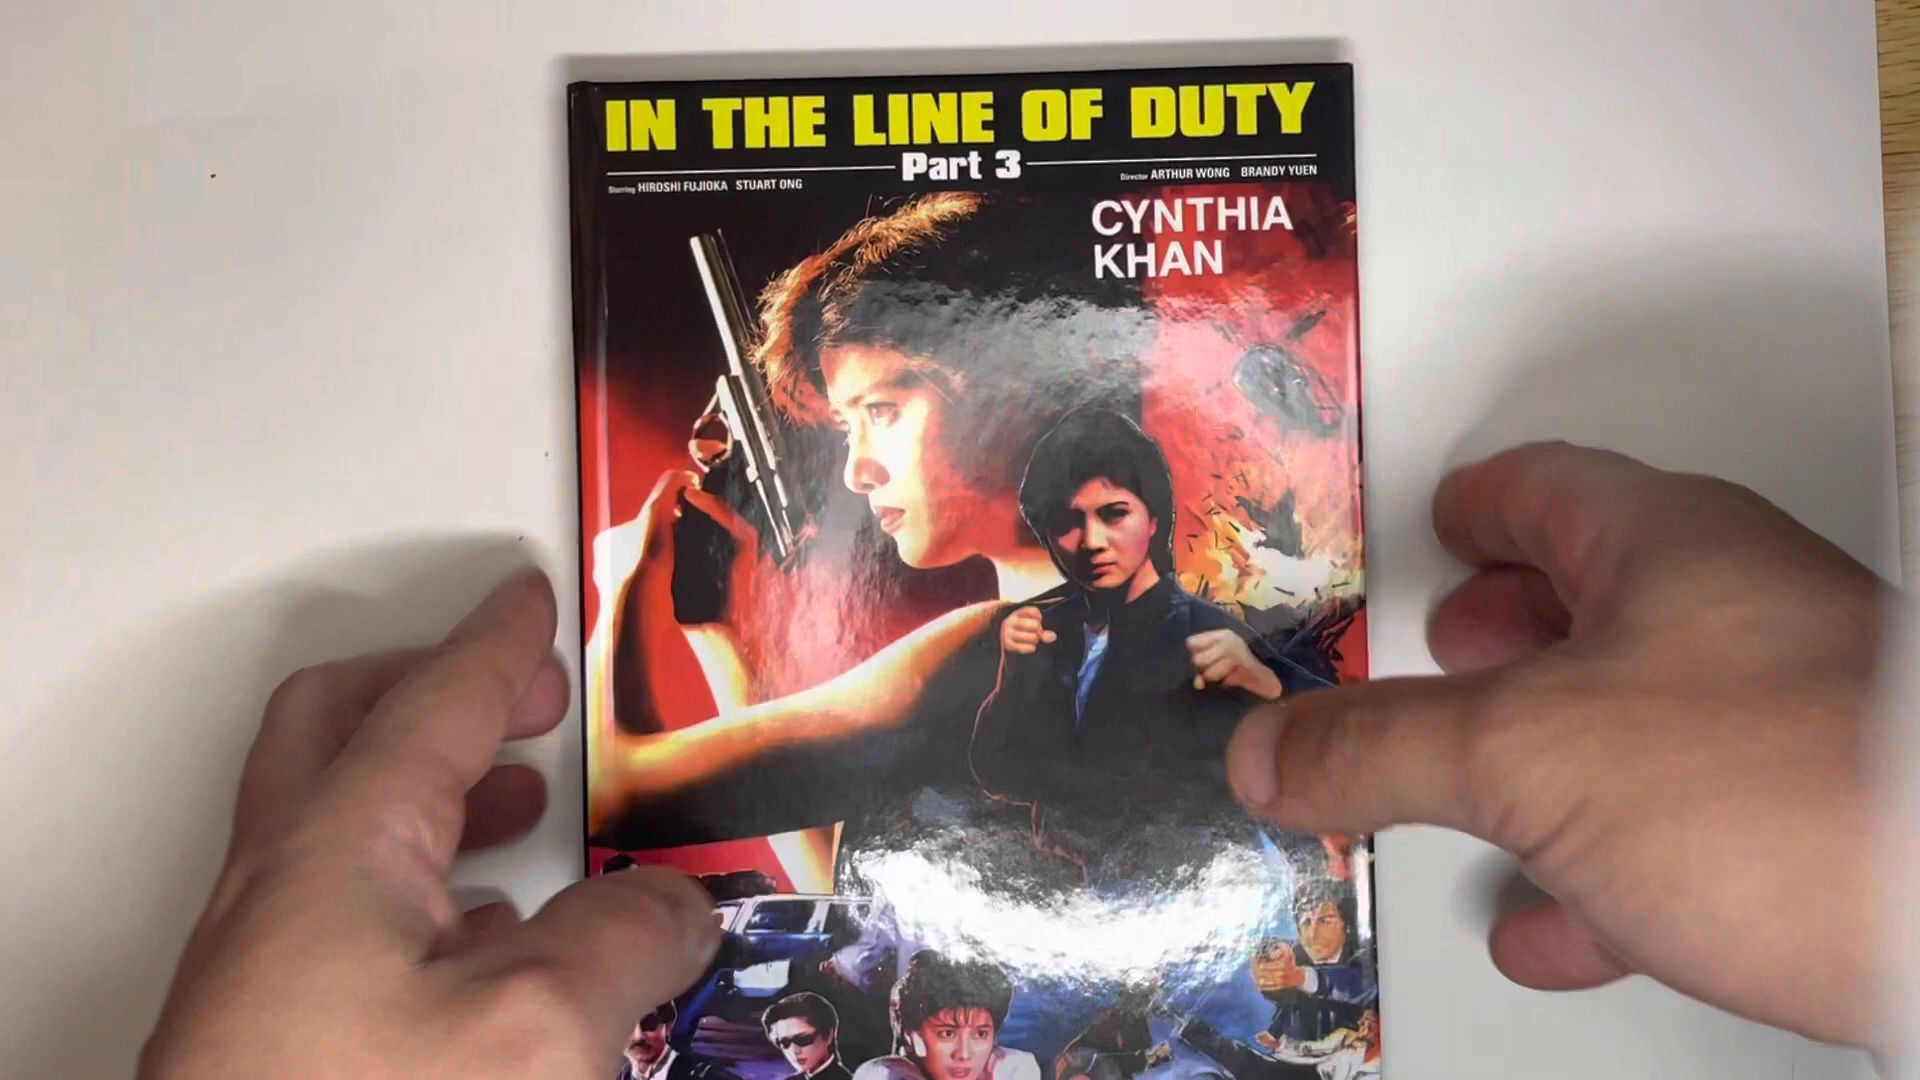 IN THE LINE OF DUTY
Part 3
Starring HIROSHI FUJIOKA STUART ONG
Director ARTHUR WONG BRANDY YUEN
CYNTHIA
KHAN